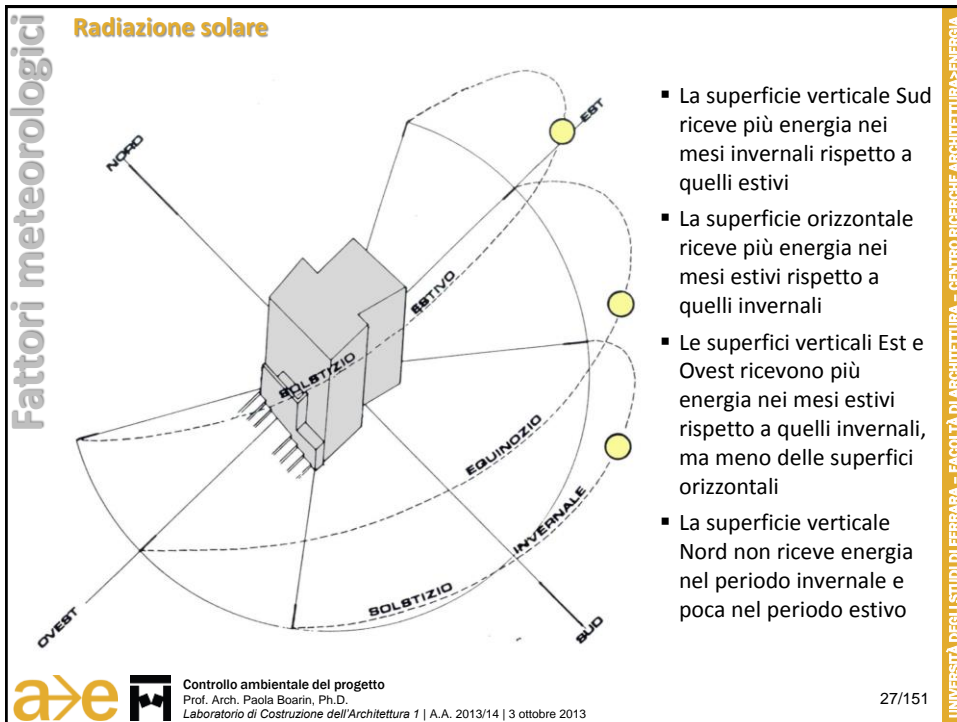 Fattori meteorologici
Radiazione solare
NORD
EST
SOLSTIZIO ESTIVO
EQUINOZIO
SOLSTIZIO INVERNALE
OVEST
SUD
▪ La superficie verticale Sud
riceve più energia nei
mesi invernali rispetto a
quelli estivi
▪ La superficie orizzontale
riceve più energia nei
mesi estivi rispetto a
quelli invernali
▪ Le superfici verticali Est e
Ovest ricevono più
energia nei mesi estivi
rispetto a quelli invernali,
ma meno delle superfici
orizzontali
▪ La superficie verticale
Nord non riceve energia
nel periodo invernale e
poca nel periodo estivo
UNIVERSITÀ DEGLI STUDI DI FERRARA – FACOLTÀ DI ARCHITETTURA – CENTRO RICERCHE ARCHITETTURA>ENERGIA
a>e
Controllo ambientale del progetto
Prof. Arch. Paola Boarin, Ph.D.
Laboratorio di Costruzione dell'Architettura 1 | A.A. 2013/14 | 3 ottobre 2013
27/151